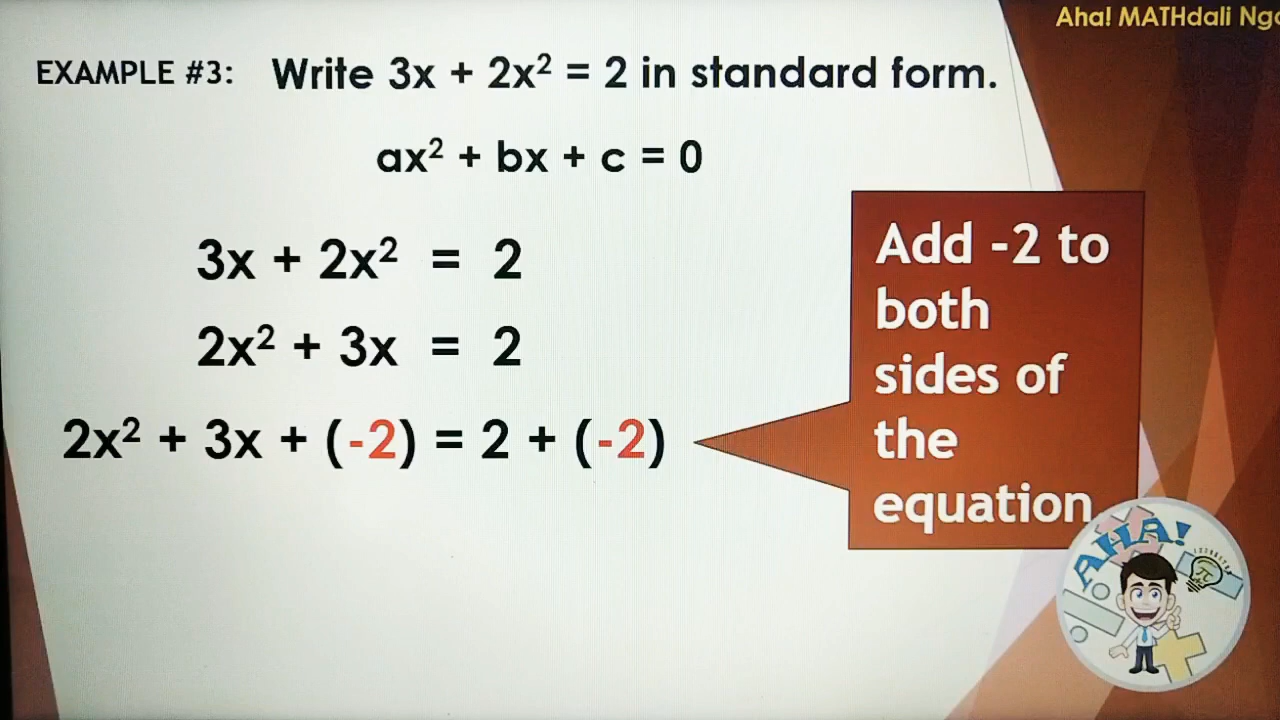 Aha! MATHdali Ng
EXAMPLE #3: Write 3x + 2x² = 2 in standard form.
ax² + bx + c = 0
3x + 2x² = 2
2x² + 3x = 2
2x² + 3x + (-2) = 2 + (-2)
Add -2 to
both
sides of
the
equation
AHA!
π